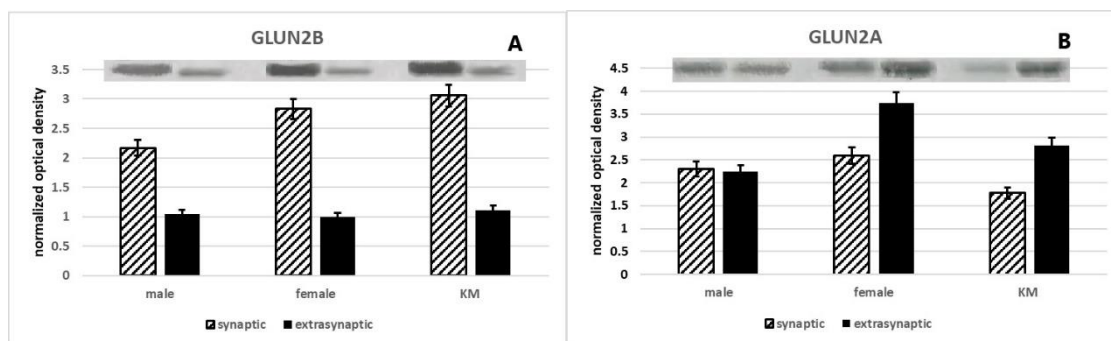 GLUN2B
A
3.5
3
2.5
2
1.5
1
0.5
0
normalized optical density
male female KM
synaptic extrasynaptic
GLUN2A
B
4.5
4
3.5
3
2.5
2
1.5
1
0.5
0
normalized optical density
male female KM
synaptic extrasynaptic